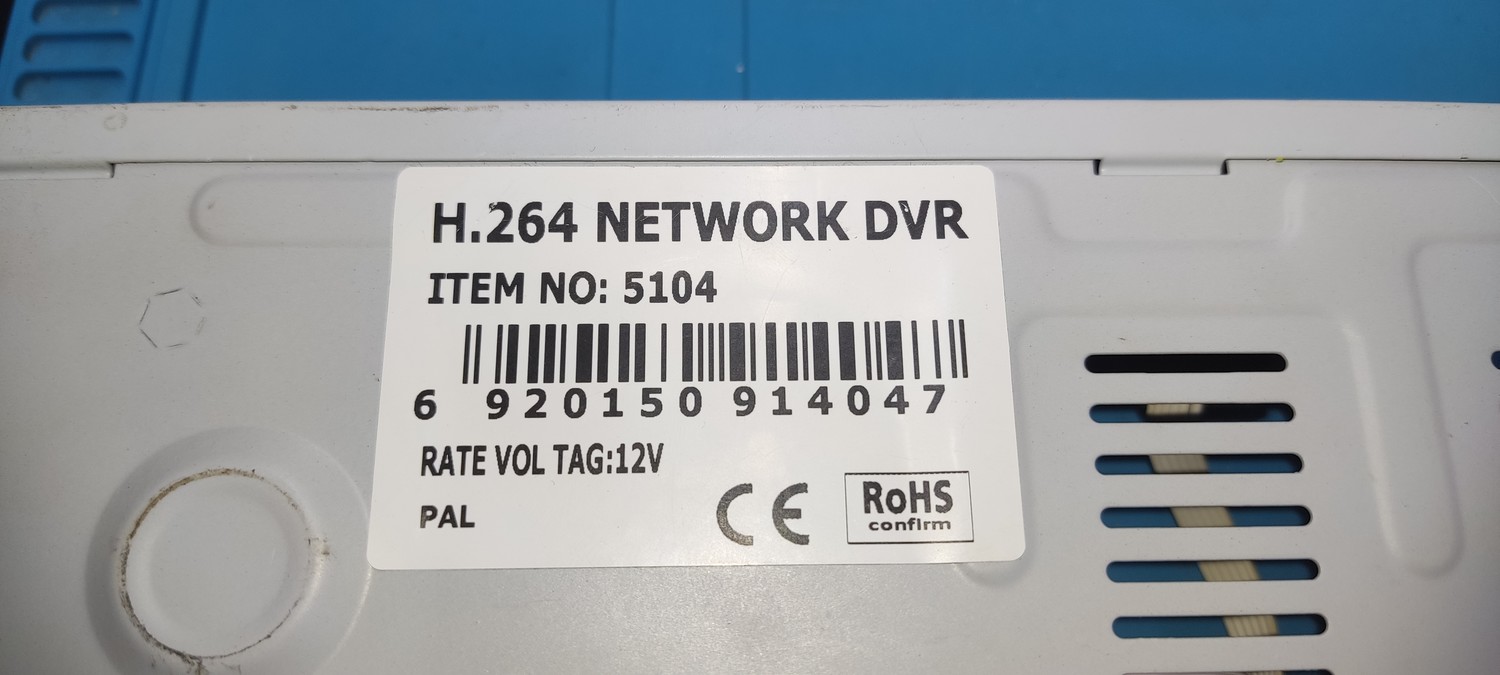 H.264 NETWORK DVR
ITEM NO: 5104
6 920150 914047
RATE VOL TAG:12V
PAL
CE
RoHS
confirm